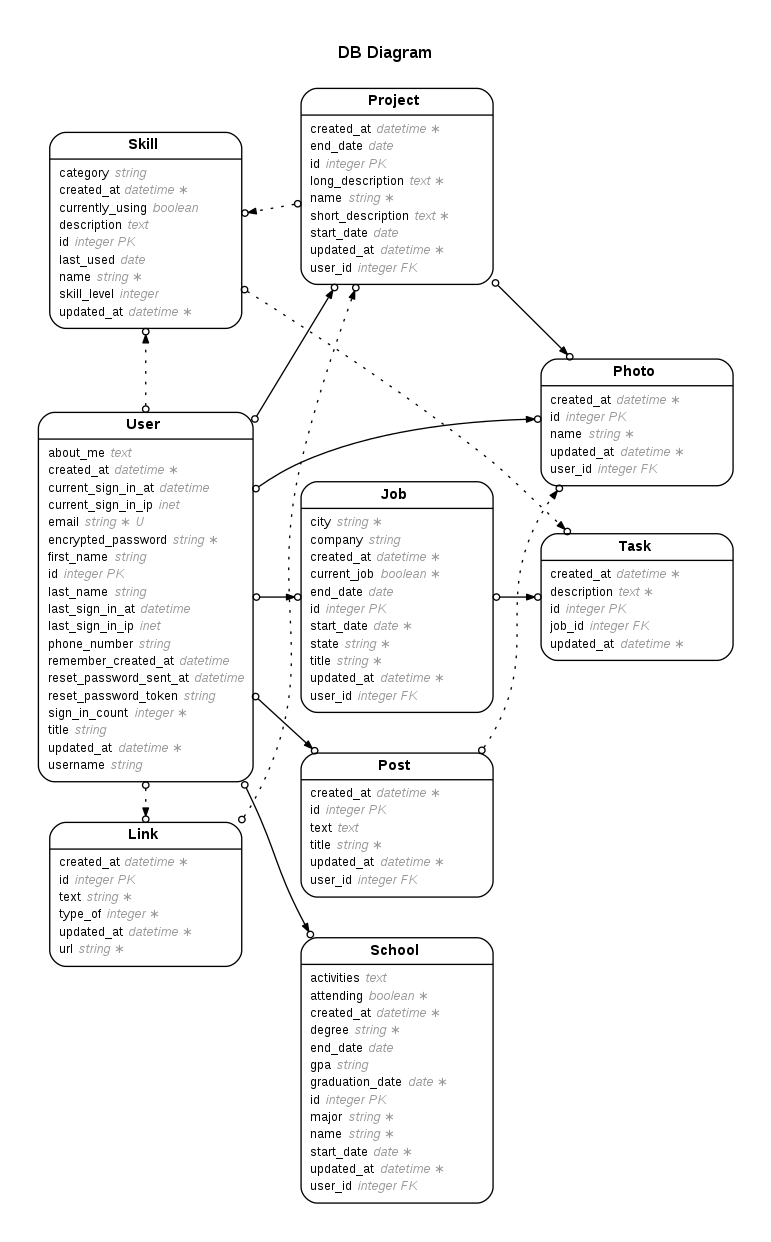 DB Diagram
Project
created_at datetime ∗
end_date date
id integer PK
long_description text ∗
name string ∗
short_description text ∗
start_date date
updated_at datetime ∗
user_id integer FK
Skill
category string
created_at datetime ∗
currently_using boolean
description text
id integer PK
last_used date
name string ∗
skill_level integer
updated_at datetime ∗
Photo
created_at datetime ∗
id integer PK
name string ∗
updated_at datetime ∗
user_id integer FK
User
about_me text
created_at datetime ∗
current_sign_in_at datetime
current_sign_in_ip inet
email string ∗ U
encrypted_password string ∗
first_name string
id integer PK
last_name string
last_sign_in_at datetime
last_sign_in_ip inet
phone_number string
remember_created_at datetime
reset_password_sent_at datetime
reset_password_token string
sign_in_count integer ∗
title string
updated_at datetime ∗
username string
Job
city string ∗
company string
created_at datetime ∗
current_job boolean ∗
end_date date
id integer PK
start_date date ∗
state string ∗
title string ∗
updated_at datetime ∗
user_id integer FK
Task
created_at datetime ∗
description text ∗
id integer PK
job_id integer FK
updated_at datetime ∗
Post
created_at datetime ∗
id integer PK
text text
title string ∗
updated_at datetime ∗
user_id integer FK
Link
created_at datetime ∗
id integer PK
text string ∗
type_of integer ∗
updated_at datetime ∗
url string ∗
School
activities text
attending boolean ∗
created_at datetime ∗
degree string ∗
end_date date
gpa string
graduation_date date ∗
id integer PK
major string ∗
name string ∗
start_date date ∗
updated_at datetime ∗
user_id integer FK